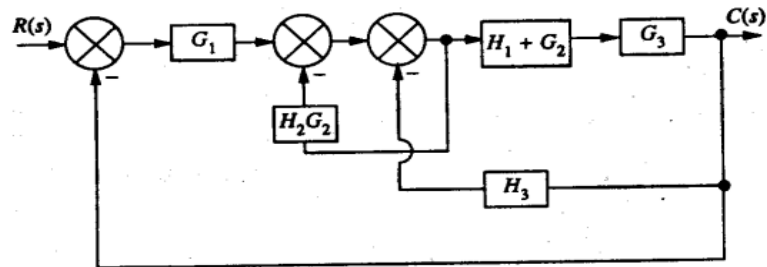 R(s)
G₁
H₁ + G₂
G₃
C(s)
−
−
−
H₂G₂
H₃